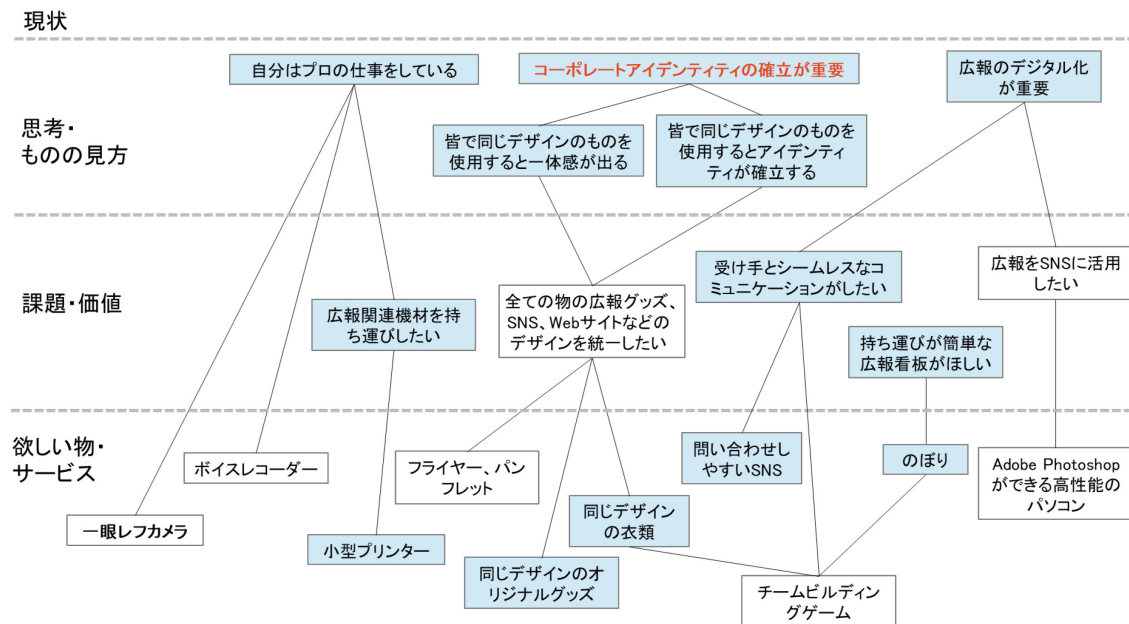 現状
自分はプロの仕事をしている
コーポレートアイデンティティの確立が重要
広報のデジタル化
が重要
思考・
ものの見方
皆で同じデザインのものを
使用すると一体感が出る
皆で同じデザインのものを
使用するとアイデンティ
ティが確立する
課題・価値
広報関連機材を持
ち運びしたい
全ての物の広報グッズ、
SNS、Webサイトなどの
デザインを統一したい
受け手とシームレスなコ
ミュニケーションがしたい
広報をSNSに活用
したい
持ち運びが簡単な
広報看板がほしい
欲しい物・
サービス
ボイスレコーダー
フライヤー、パン
フレット
問い合わせし
やすいSNS
のぼり
Adobe Photoshop
ができる高性能の
パソコン
一眼レフカメラ
小型プリンター
同じデザイン
の衣類
同じデザインのオ
リジナルグッズ
チームビルディン
グゲーム